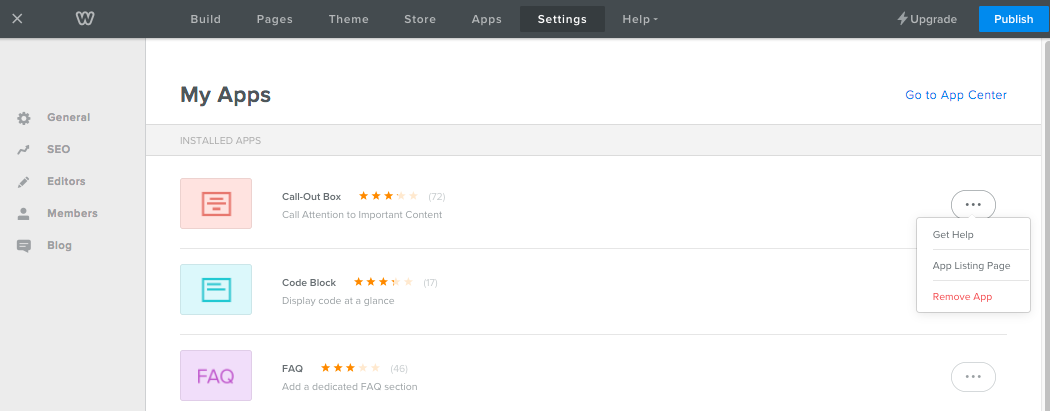 Build Pages Theme Store Apps Settings Help Upgrade Publish
My Apps
Go to App Center
General
SEO
Editors
Members
Blog
INSTALLED APPS
Call-Out Box (72)
Call Attention to Important Content
Get Help
App Listing Page
Remove App
Code Block (17)
Display code at a glance
FAQ
FAQ (46)
Add a dedicated FAQ section